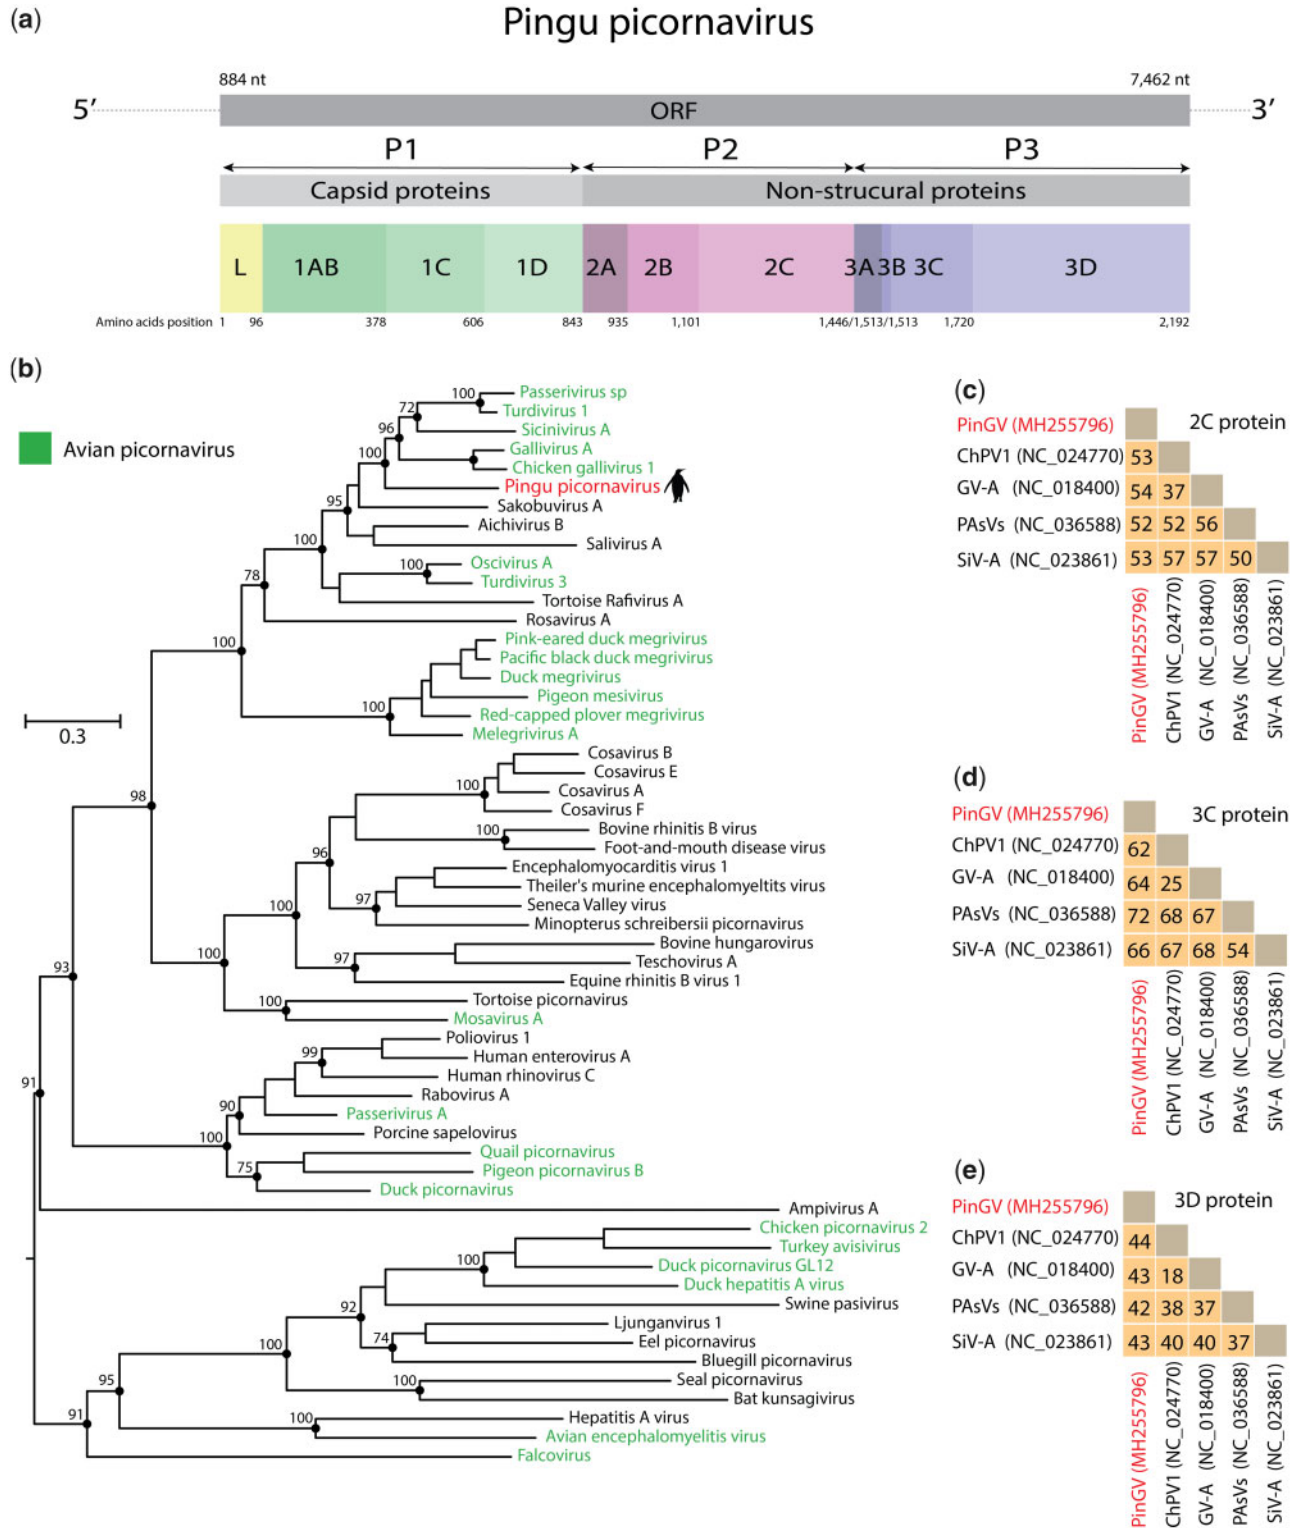 (a)
Pingu picornavirus
884 nt
7,462 nt
5′
ORF
3′
P1
P2
P3
Capsid proteins
Non-strucural proteins
L
1AB
1C
1D
2A
2B
2C
3A
3B
3C
3D
Amino acids position
1
96
378
606
843
935
1,101
1,446/1,513/1,513
1,720
2,192
(b)
Avian picornavirus
0.3
100
Passerivirus sp
Turdivirus 1
72
Sicinivirus A
96
Gallivirus A
Chicken gallivirus 1
100
Pingu picornavirus
Sakobuvirus A
95
Aichivirus B
Salivirus A
100
Oscivirus A
100
Turdivirus 3
78
Tortoise Rafivirus A
Rosavirus A
100
Pink-eared duck megrivirus
Pacific black duck megrivirus
Duck megrivirus
Pigeon mesivirus
100
Red-capped plover megrivirus
Melegrivirus A
Cosavirus B
Cosavirus E
100
Cosavirus A
98
Cosavirus F
100
Bovine rhinitis B virus
Foot-and-mouth disease virus
96
Encephalomyocarditis virus 1
Theiler's murine encephalomyeltits virus
97
Seneca Valley virus
100
Minopterus schreibersii picornavirus
Bovine hungarovirus
100
97
Teschovirus A
93
Equine rhinitis B virus 1
100
Tortoise picornavirus
Mosavirus A
Poliovirus 1
99
Human enterovirus A
Human rhinovirus C
91
Rabovirus A
90
Passerivirus A
100
Porcine sapelovirus
Quail picornavirus
75
Pigeon picornavirus B
Duck picornavirus
Ampivirus A
Chicken picornavirus 2
Turkey avisivirus
100
Duck picornavirus GL12
Duck hepatitis A virus
92
Swine pasivirus
Ljunganvirus 1
74
Eel picornavirus
100
Bluegill picornavirus
95
100
Seal picornavirus
Bat kunsagivirus
91
100
Hepatitis A virus
Avian encephalomyelitis virus
Falcovirus
(c)
2C protein
PinGV (MH255796)
ChPV1 (NC_024770) 53
GV-A (NC_018400) 54 37
PAsVs (NC_036588) 52 52 56
SiV-A (NC_023861) 53 57 57 50
PinGV (MH255796)
ChPV1 (NC_024770)
GV-A (NC_018400)
PAsVs (NC_036588)
SiV-A (NC_023861)
(d)
3C protein
PinGV (MH255796)
ChPV1 (NC_024770) 62
GV-A (NC_018400) 64 25
PAsVs (NC_036588) 72 68 67
SiV-A (NC_023861) 66 67 68 54
PinGV (MH255796)
ChPV1 (NC_024770)
GV-A (NC_018400)
PAsVs (NC_036588)
SiV-A (NC_023861)
(e)
3D protein
PinGV (MH255796)
ChPV1 (NC_024770) 44
GV-A (NC_018400) 43 18
PAsVs (NC_036588) 42 38 37
SiV-A (NC_023861) 43 40 40 37
PinGV (MH255796)
ChPV1 (NC_024770)
GV-A (NC_018400)
PAsVs (NC_036588)
SiV-A (NC_023861)